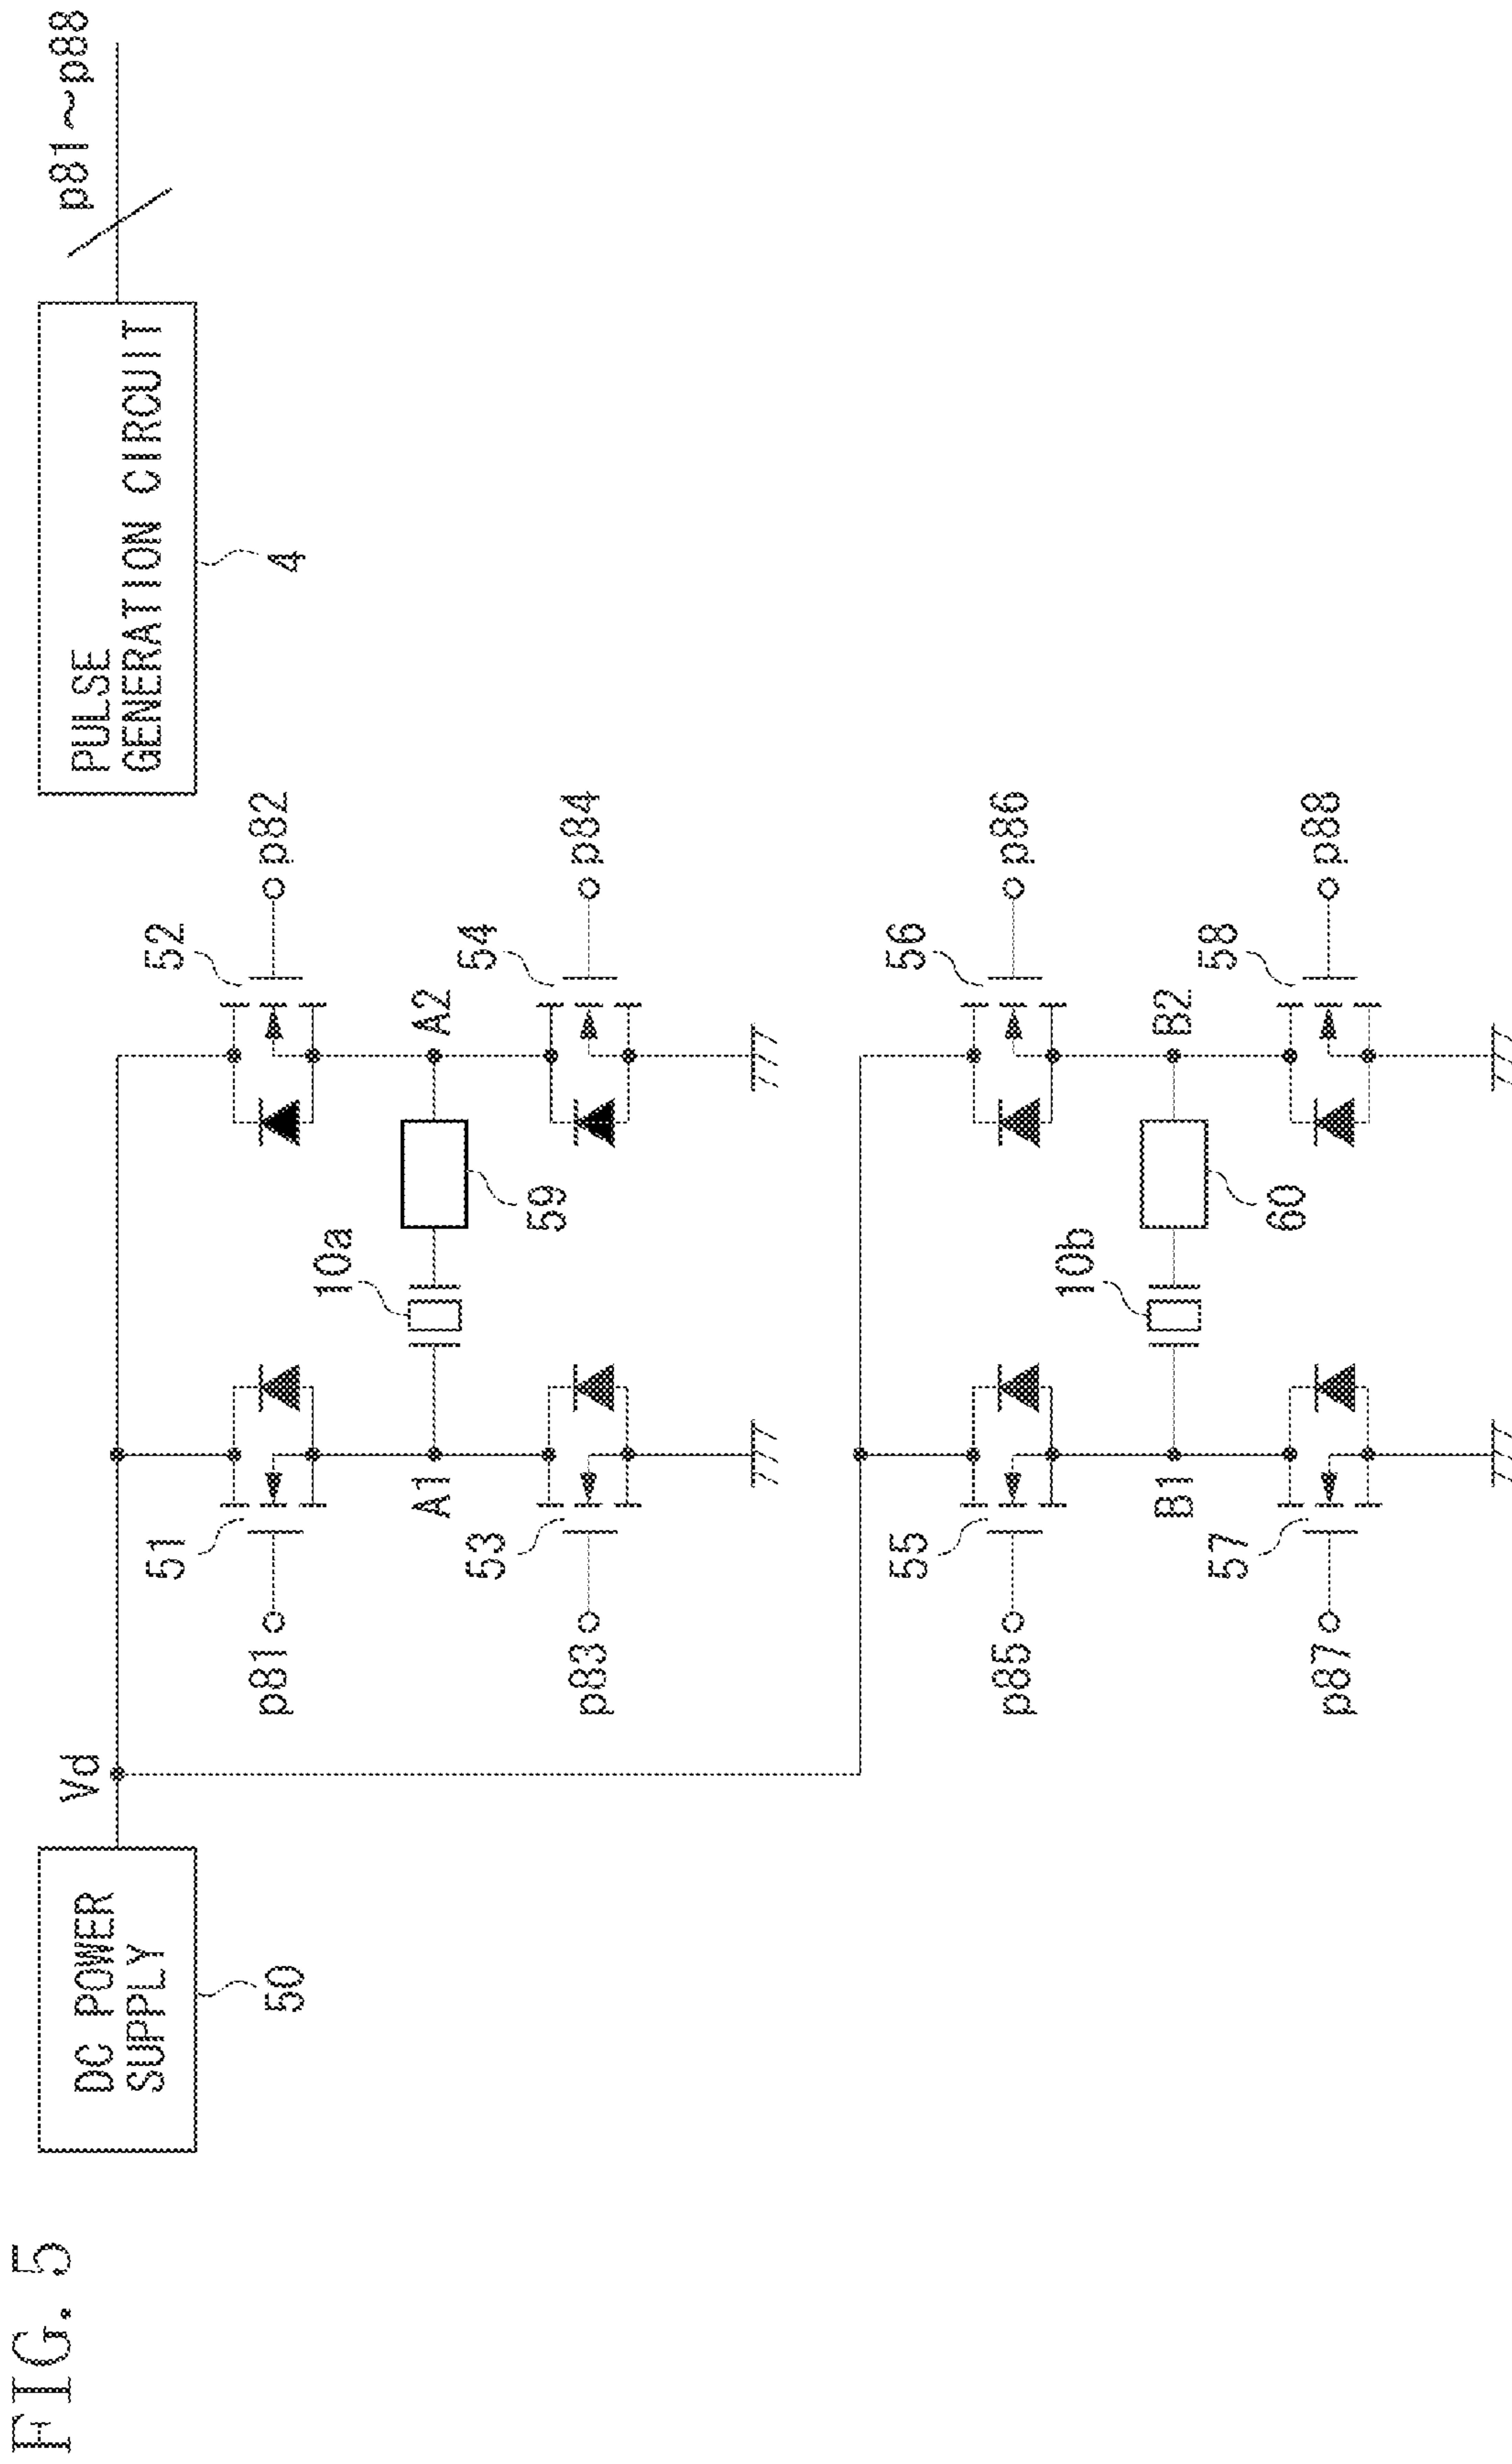 FIG. 5
DC POWER
SUPPLY
50
Vd
PULSE
GENERATION CIRCUIT
4
p81~p88
p81
51
52
p82
10a
A1
A2
59
p83
53
54
p84
p85
55
56
p86
10b
B1
B2
60
p87
57
58
p88